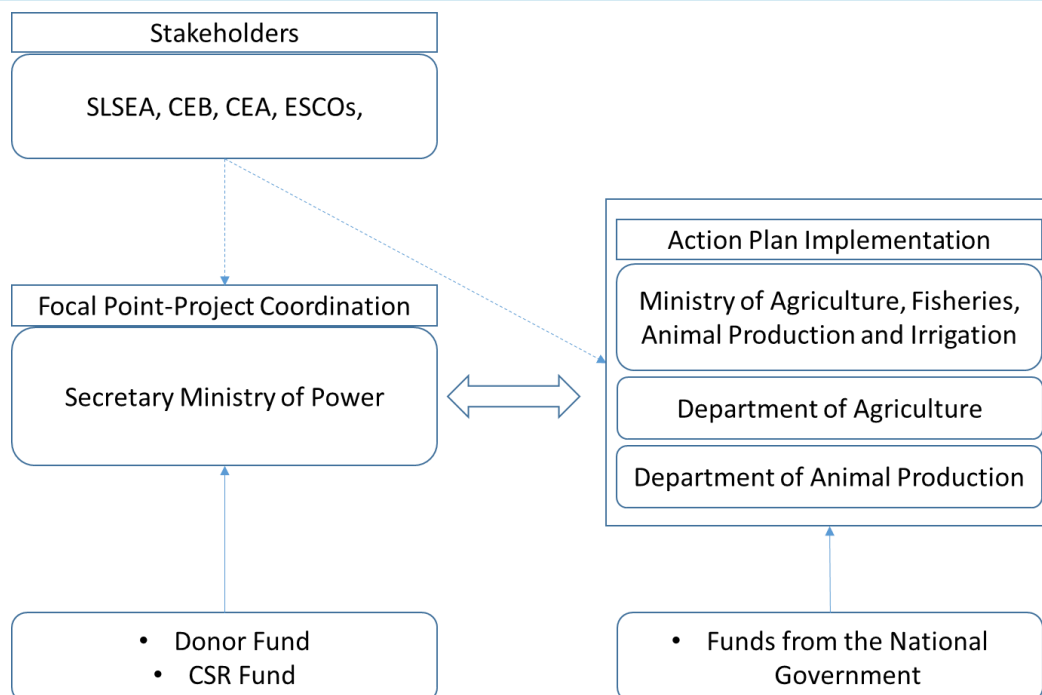 Stakeholders
SLSEA, CEB, CEA, ESCOs,
Focal Point-Project Coordination
Secretary Ministry of Power
Action Plan Implementation
Ministry of Agriculture, Fisheries,
Animal Production and Irrigation
Department of Agriculture
Department of Animal Production
• Donor Fund
• CSR Fund
• Funds from the National
Government